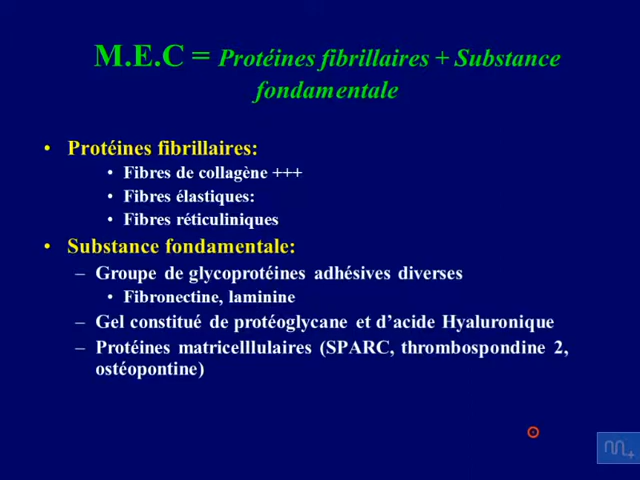 M.E.C = Protéines fibrillaires + Substance
fondamentale
• Protéines fibrillaires:
• Fibres de collagène +++
• Fibres élastiques:
• Fibres réticuliniques
• Substance fondamentale:
– Groupe de glycoprotéines adhésives diverses
• Fibronectine, laminine
– Gel constitué de protéoglycane et d’acide Hyaluronique
– Protéines matricelllulaires (SPARC, thrombospondine 2,
ostéopontine)